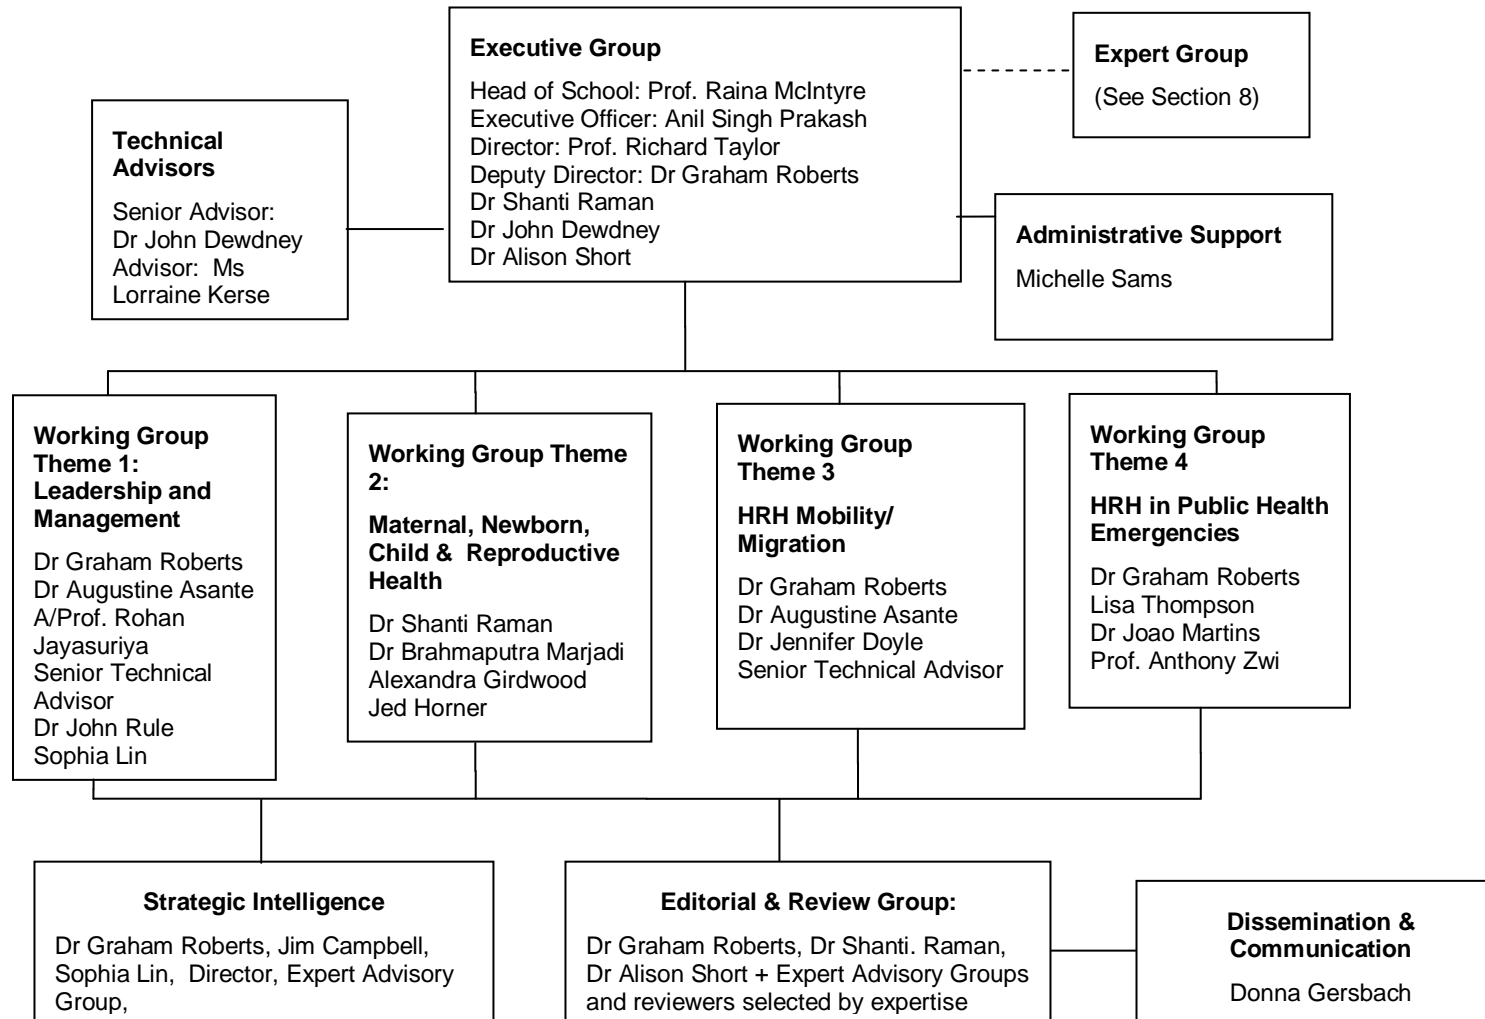 Executive Group
Head of School: Prof. Raina McIntyre
Executive Officer: Anil Singh Prakash
Director: Prof. Richard Taylor
Deputy Director: Dr Graham Roberts
Dr Shanti Raman
Dr John Dewdney
Dr Alison Short
Expert Group
(See Section 8)
Technical
Advisors
Senior Advisor:
Dr John Dewdney
Advisor:  Ms
Lorraine Kerse
Administrative Support
Michelle Sams
Working Group
Theme 1:
Leadership and
Management
Dr Graham Roberts
Dr Augustine Asante
A/Prof. Rohan
Jayasuriya
Senior Technical
Advisor
Dr John Rule
Sophia Lin
Working Group Theme
2:
Maternal, Newborn,
Child &  Reproductive
Health
Dr Shanti Raman
Dr Brahmaputra Marjadi
Alexandra Girdwood
Jed Horner
Working Group
Theme 3
HRH Mobility/
Migration
Dr Graham Roberts
Dr Augustine Asante
Dr Jennifer Doyle
Senior Technical Advisor
Working Group
Theme 4
HRH in Public Health
Emergencies
Dr Graham Roberts
Lisa Thompson
Dr Joao Martins
Prof. Anthony Zwi
Strategic Intelligence
Dr Graham Roberts, Jim Campbell,
Sophia Lin,  Director, Expert Advisory
Group,
Editorial & Review Group:
Dr Graham Roberts, Dr Shanti. Raman,
Dr Alison Short + Expert Advisory Groups
and reviewers selected by expertise
Dissemination &
Communication
Donna Gersbach